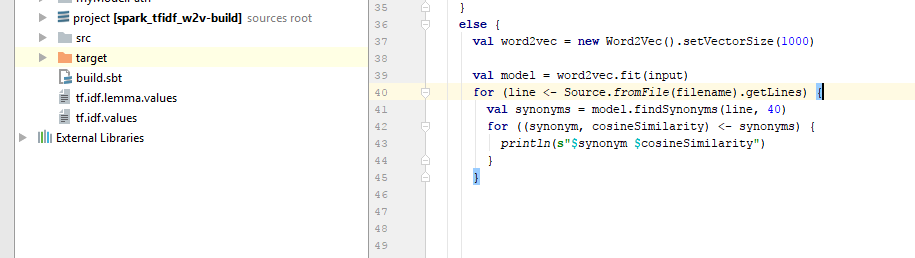 myModelPath
project [spark_tfidf_w2v-build] sources root
src
target
build.sbt
tf.idf.lemma.values
tf.idf.values
External Libraries
35 }
36 else {
37 val word2vec = new Word2Vec().setVectorSize(1000)
38
39 val model = word2vec.fit(input)
40 for (line <- Source.fromFile(filename).getLines) {
41 val synonyms = model.findSynonyms(line, 40)
42 for ((synonym, cosineSimilarity) <- synonyms) {
43 println(s"$synonym $cosineSimilarity")
44 }
45 }
46
47
48
49